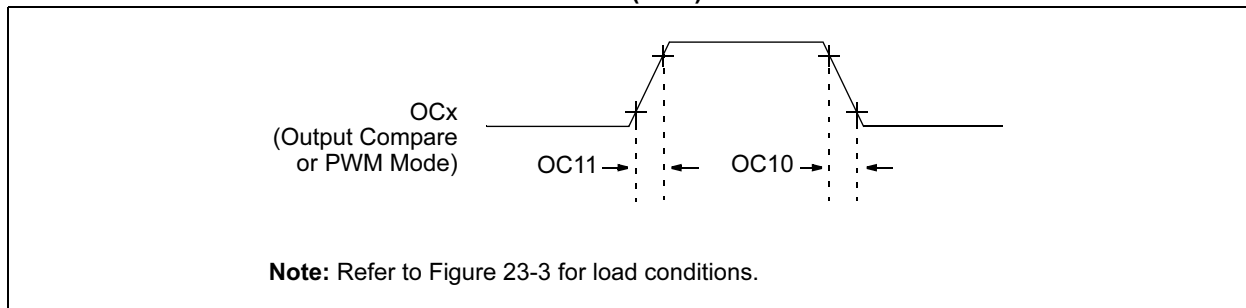 OCx
(Output Compare
or PWM Mode)
OC11
OC10
Note: Refer to Figure 23-3 for load conditions.